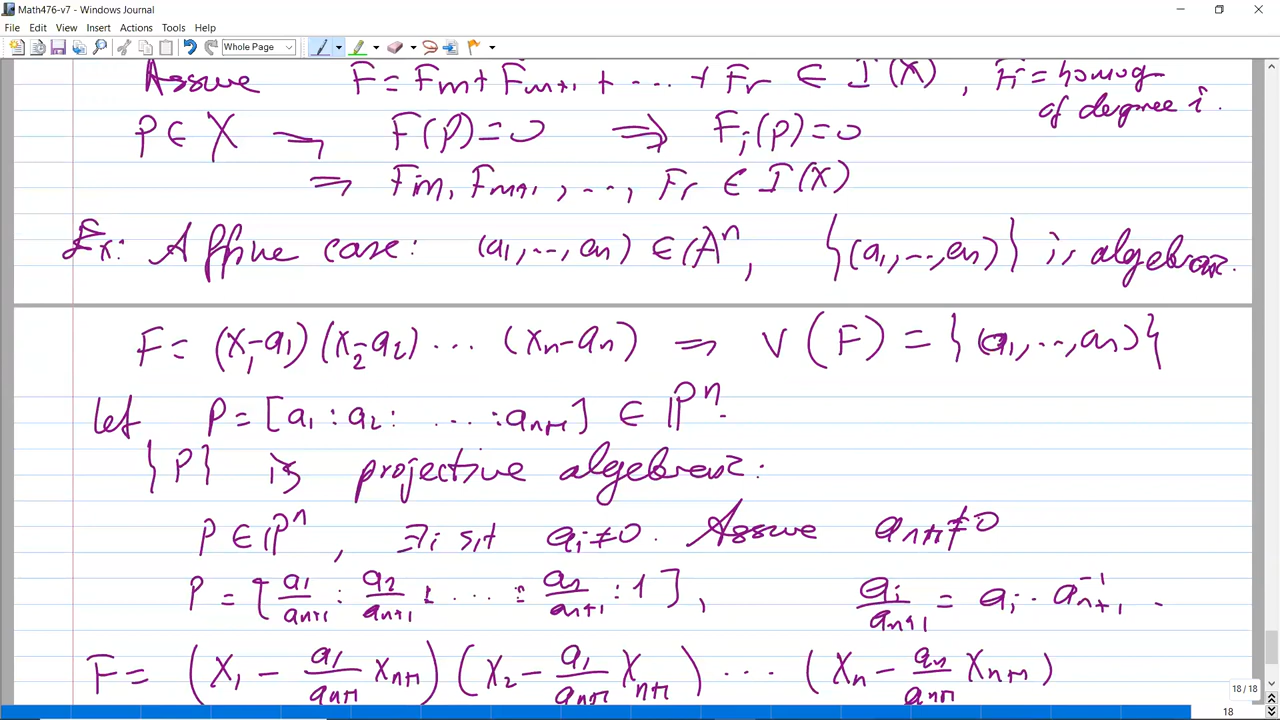 Math476-v7 - Windows Journal
File Edit View Insert Actions Tools Help
Whole Page
Assume F = Fm + Fm+1 + ... + Fr ∈ I(X), Fi = homog of degree i.
P ∈ X → F(P) = 0 ⇒ Fi(P) = 0
⇒ Fm, Fm+1, ..., Fr ∈ I(X)
Ex: Affine case: (a1, ..., an) ∈ A^n, {(a1, ..., an)} is algebraic.
F = (X1-a1)(X2-a2) ... (Xn-an) ⇒ V(F) = {(a1, ..., an)}
let P = [a1 : a2 : ... : an+1] ∈ P^n.
{P} is projective algebraic:
P ∈ P^n, ∃i s.t ai≠0. Assume an+1≠0
P = [a1/an+1 : a2/an+1 : ... : an/an+1 : 1], ai/an+1 = ai · an+1^-1.
F = (X1 - a1/an+1 Xn+1)(X2 - a1/an+1 Xn+1) ... (Xn - an/an+1 Xn+1)
18 / 18
18